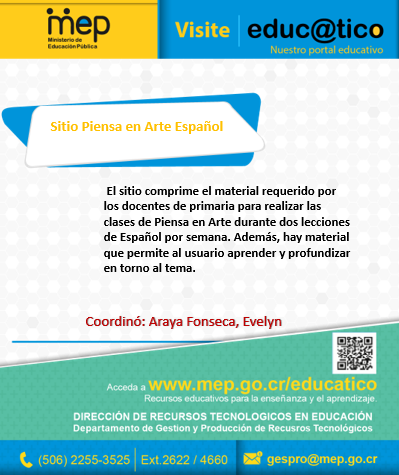 mep
Ministerio de
Educación Pública
Visite
educ@tico
Nuestro portal educativo
Sitio Piensa en Arte Español
El sitio comprime el material requerido por
los docentes de primaria para realizar las
clases de Piensa en Arte durante dos lecciones
de Español por semana. Además, hay material
que permite al usuario aprender y profundizar
en torno al tema.
Coordinó: Araya Fonseca, Evelyn
Acceda a www.mep.go.cr/educatico
Recursos educativos para la enseñanza y el aprendizaje.
DIRECCIÓN DE RECURSOS TECNOLOGICOS EN EDUCACIÓN
Departamento de Gestion y Producción de Recusros Tecnológicos
(506) 2255-3525 | Ext.2622 / 4660 gespro@mep.go.cr